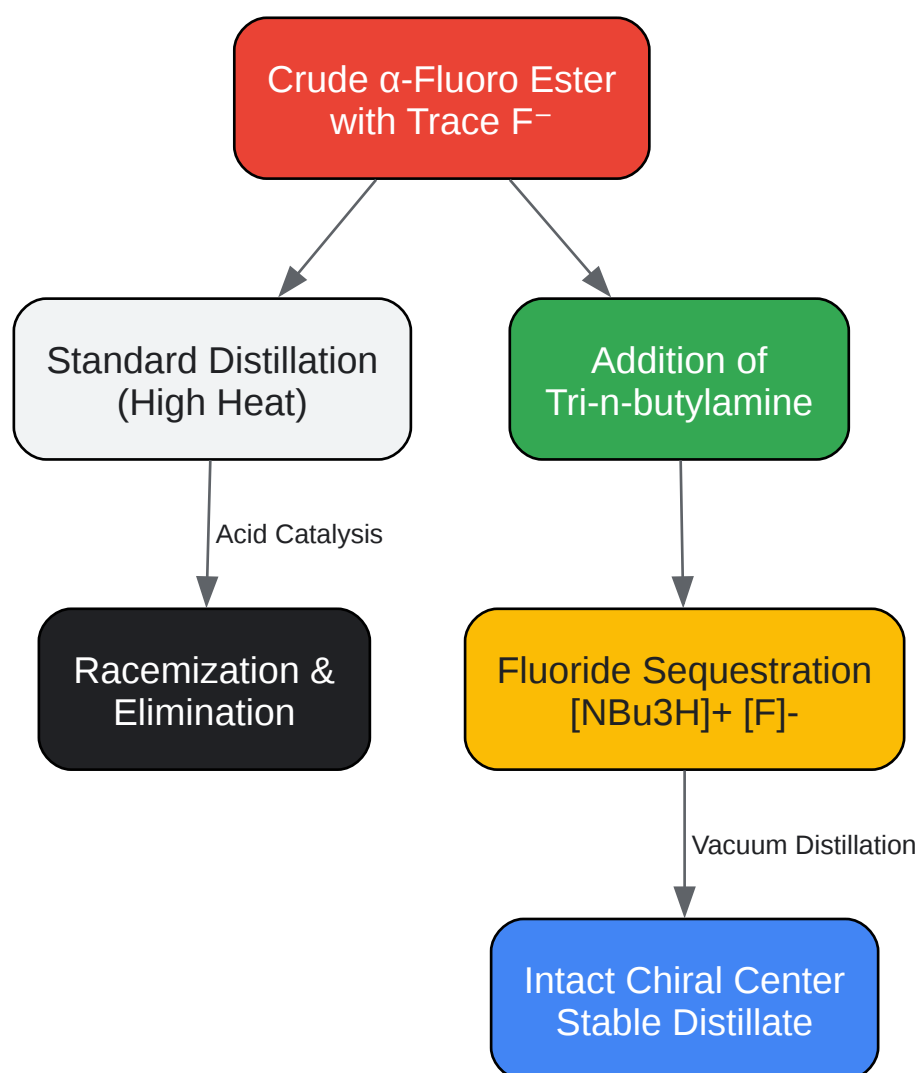 Crude α-Fluoro Ester
with Trace F⁻
Standard Distillation
(High Heat)
Addition of
Tri-n-butylamine
Acid Catalysis
Racemization &
Elimination
Fluoride Sequestration
[NBu3H]+ [F]-
Vacuum Distillation
Intact Chiral Center
Stable Distillate